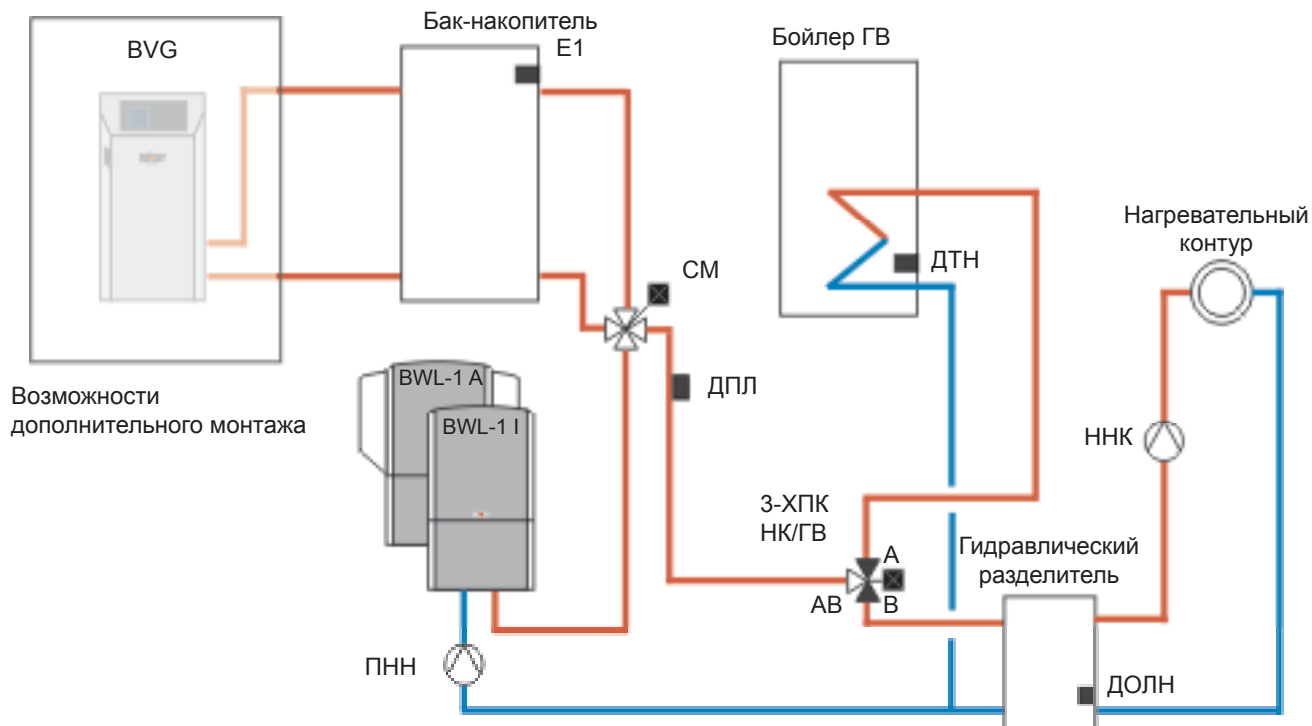 BVG
Бак-накопитель
E1
Бойлер ГВ
Нагревательный
контур
ДТН
СМ
ДПЛ
Возможности
дополнительного монтажа
BWL-1 A
BWL-1 I
ННК
3-ХПК
НК/ГВ
A
AB
B
Гидравлический
разделитель
ПНН
ДОЛН